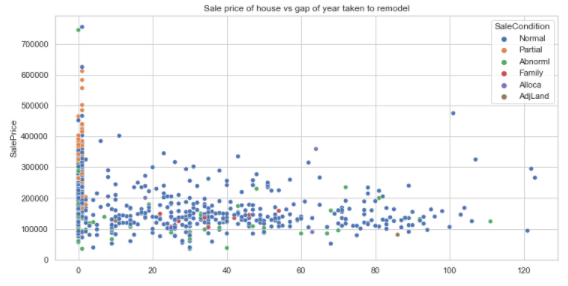 Sale price of house vs gap of year taken to remodel
SaleCondition
Normal
Partial
Abnorml
Family
Alloca
AdjLand
SalePrice
700000
600000
500000
400000
300000
200000
100000
0
0 20 40 60 80 100 120